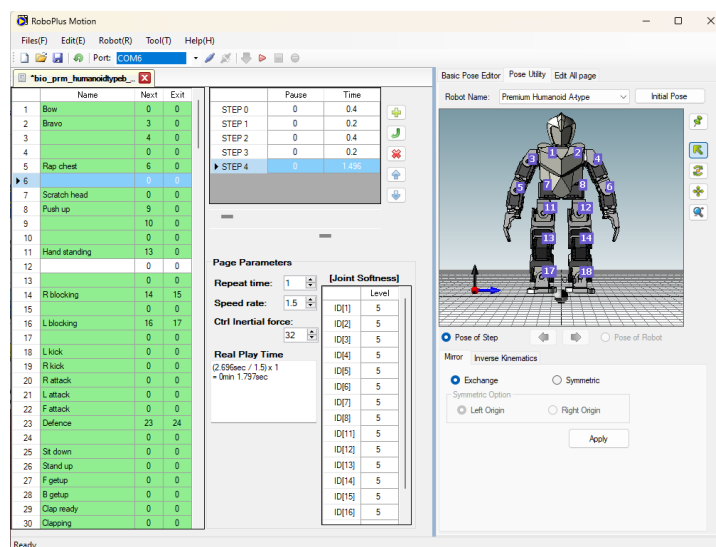 RoboPlus Motion
Files(F) Edit(E) Robot(R) Tool(T) Help(H)
Port: COM6
*bio_prm_humanoidtypeb_..
Name Next Exit
1 Bow 0 0
2 Bravo 3 0
3 4 0
4 0 0
5 Rap chest 6 0
6 0 0
7 Scratch head 0 0
8 Push up 9 0
9 10 0
10 0 0
11 Hand standing 13 0
12 0 0
13 0 0
14 R blocking 14 15
15 0 0
16 L blocking 16 17
17 0 0
18 L kick 0 0
19 R kick 0 0
20 R attack 0 0
21 L attack 0 0
22 F attack 0 0
23 Defence 23 24
24 0 0
25 Sit down 0 0
26 Stand up 0 0
27 F getup 0 0
28 B getup 0 0
29 Clap ready 0 0
30 Clapping 0 0
Pause Time
STEP 0 0 0.4
STEP 1 0 0.2
STEP 2 0 0.4
STEP 3 0 0.2
STEP 4 0 1.496
Page Parameters
Repeat time: 1
Speed rate: 1.5
Ctrl Inertial force:
32
Real Play Time
(2.696sec / 1.5) x 1
= 0min 1.797sec
[Joint Softness]
Level
ID[1] 5
ID[2] 5
ID[3] 5
ID[4] 5
ID[5] 5
ID[6] 5
ID[7] 5
ID[8] 5
ID[11] 5
ID[12] 5
ID[13] 5
ID[14] 5
ID[15] 5
ID[16] 5
Basic Pose Editor Pose Utility Edit All page
Robot Name: Premium Humanoid A-type Initial Pose
1 2
3 4
5 7 8 6
11 12
13 14
17 18
Pose of Step Pose of Robot
Mirror Inverse Kinematics
Exchange Symmetric
Symmetric Option
Left Origin Right Origin
Apply
Ready